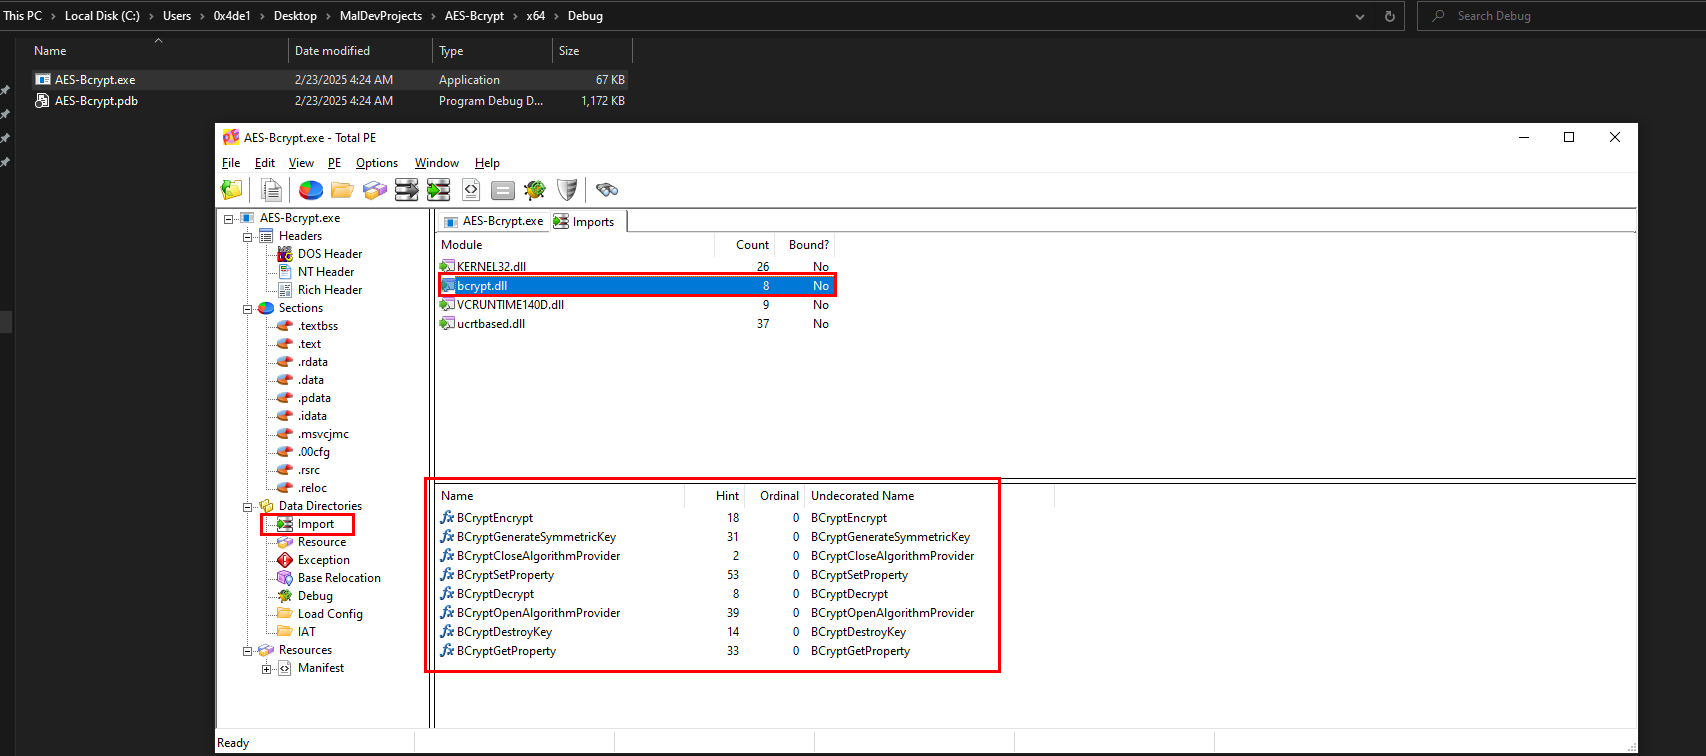 This PC > Local Disk (C:) > Users > 0x4de1 > Desktop > MalDevProjects > AES-Bcrypt > x64 > Debug
Search Debug
Name Date modified Type Size
AES-Bcrypt.exe 2/23/2025 4:24 AM Application 67 KB
AES-Bcrypt.pdb 2/23/2025 4:24 AM Program Debug D... 1,172 KB
AES-Bcrypt.exe - Total PE
File Edit View PE Options Window Help
AES-Bcrypt.exe
Headers
DOS Header
NT Header
Rich Header
Sections
.textbss
.text
.rdata
.data
.pdata
.idata
.msvcjmc
.00cfg
.rsrc
.reloc
Data Directories
Import
Resource
Exception
Base Relocation
Debug
Load Config
IAT
Resources
Manifest
AES-Bcrypt.exe Imports
Module Count Bound?
KERNEL32.dll 26 No
bcrypt.dll 8 No
VCRUNTIME140D.dll 9 No
ucrtbased.dll 37 No
Name Hint Ordinal Undecorated Name
BCryptEncrypt 18 0 BCryptEncrypt
BCryptGenerateSymmetricKey 31 0 BCryptGenerateSymmetricKey
BCryptCloseAlgorithmProvider 2 0 BCryptCloseAlgorithmProvider
BCryptSetProperty 53 0 BCryptSetProperty
BCryptDecrypt 8 0 BCryptDecrypt
BCryptOpenAlgorithmProvider 39 0 BCryptOpenAlgorithmProvider
BCryptDestroyKey 14 0 BCryptDestroyKey
BCryptGetProperty 33 0 BCryptGetProperty
Ready